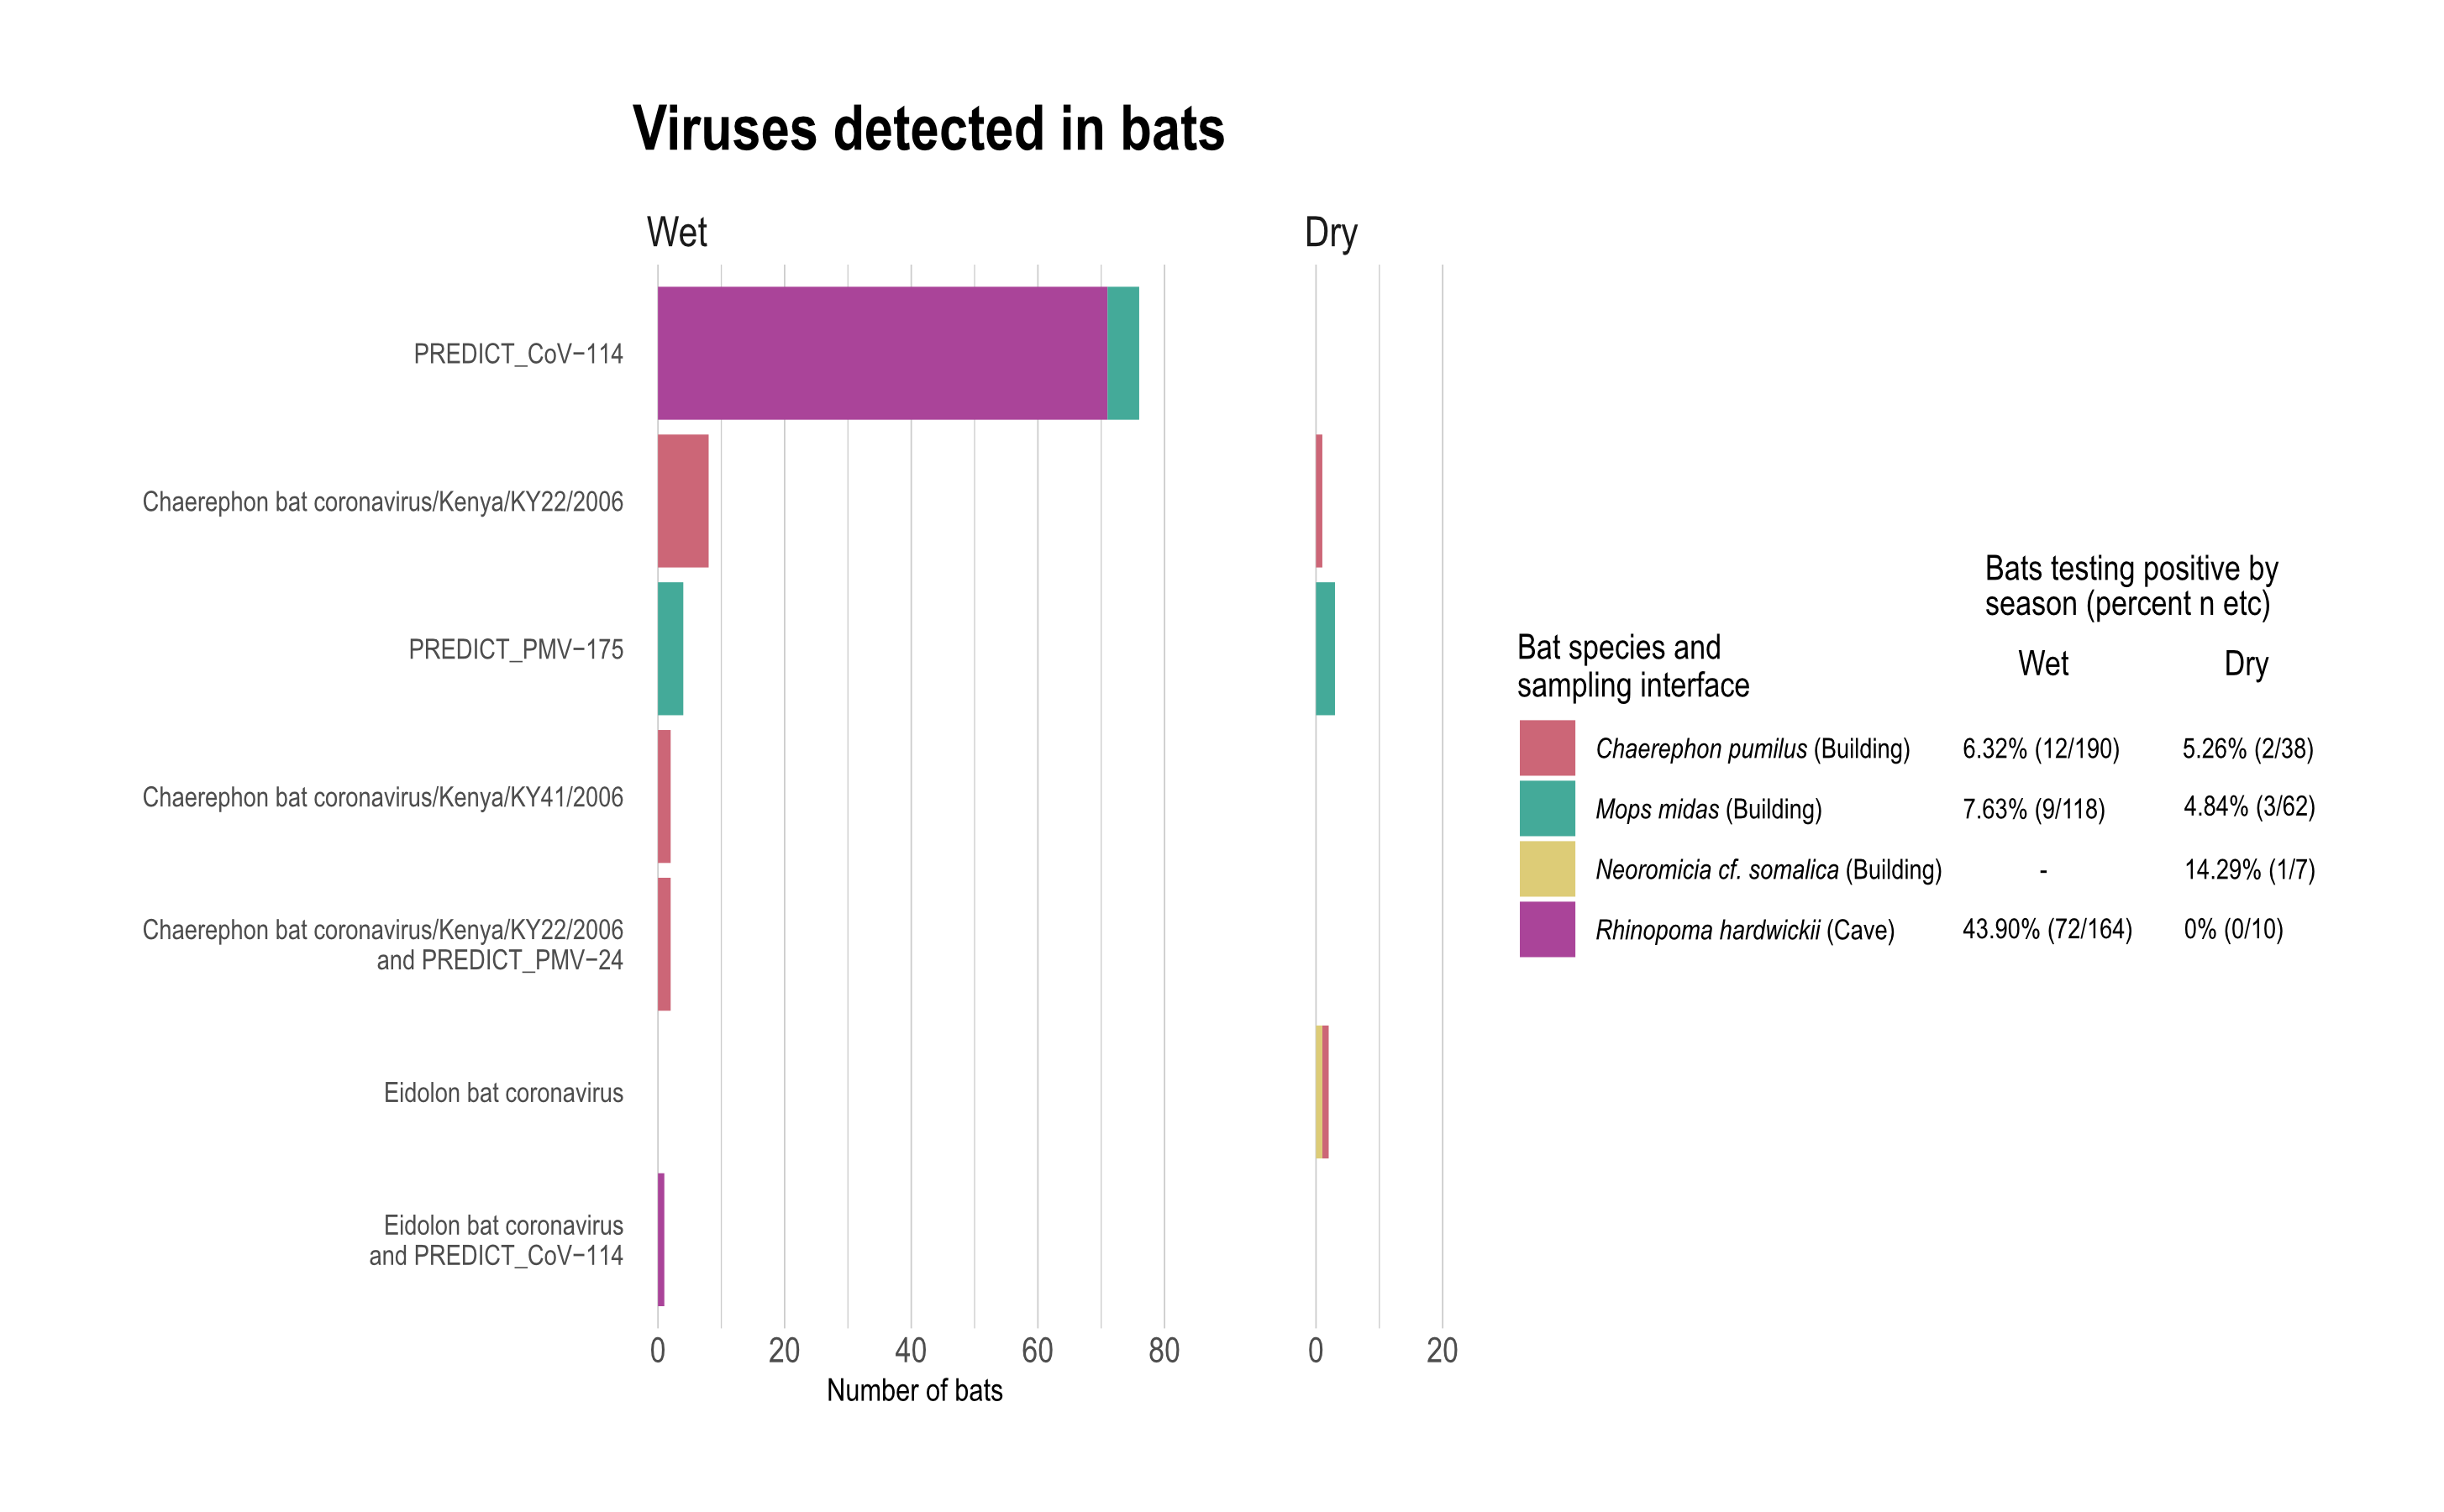 Viruses detected in bats
Wet
Dry
PREDICT_CoV−114
Chaerephon bat coronavirus/Kenya/KY22/2006
PREDICT_PMV−175
Chaerephon bat coronavirus/Kenya/KY41/2006
Chaerephon bat coronavirus/Kenya/KY22/2006
and PREDICT_PMV−24
Eidolon bat coronavirus
Eidolon bat coronavirus
and PREDICT_CoV−114
0 20 40 60 80
0 20
Number of bats
Bats testing positive by
season (percent n etc)
Bat species and
sampling interface
Wet Dry
Chaerephon pumilus (Building) 6.32% (12/190) 5.26% (2/38)
Mops midas (Building) 7.63% (9/118) 4.84% (3/62)
Neoromicia cf. somalica (Building) - 14.29% (1/7)
Rhinopoma hardwickii (Cave) 43.90% (72/164) 0% (0/10)